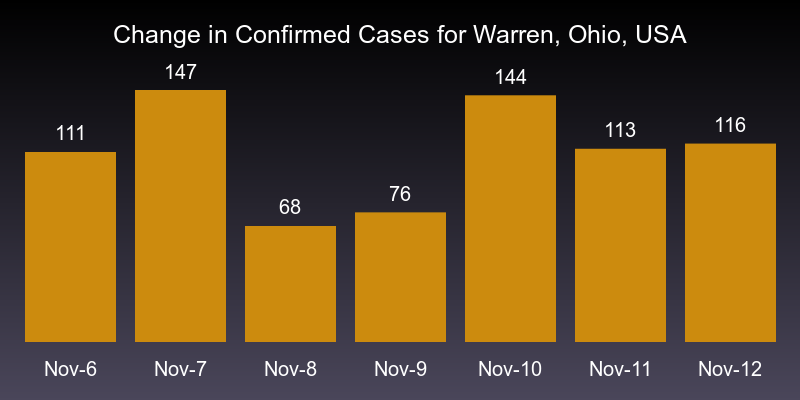 Change in Confirmed Cases for Warren, Ohio, USA
111
147
68
76
144
113
116
Nov-6
Nov-7
Nov-8
Nov-9
Nov-10
Nov-11
Nov-12